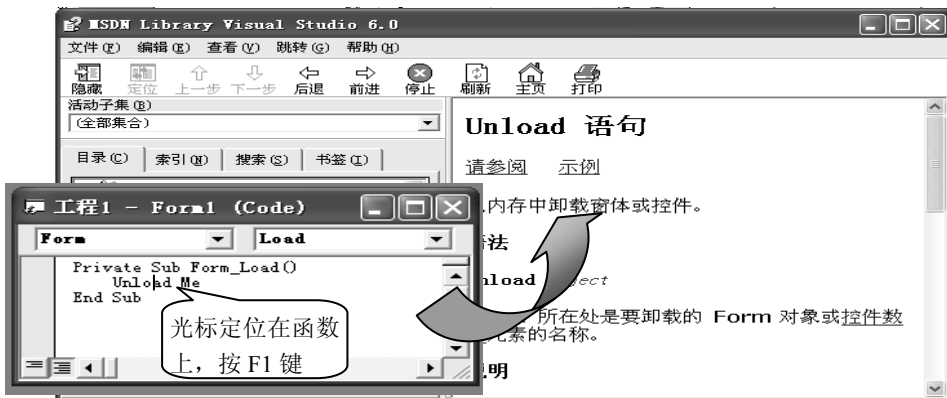 MSDN Library Visual Studio 6.0
文件(F) 编辑(E) 查看(V) 跳转(G) 帮助(H)
隐藏 定位 上一步 下一步 后退 前进 停止 刷新 主页 打印
活动子集(B)
(全部集合)
目录(C) 索引(N) 搜索(S) 书签(I)
Unload 语句
请参阅 示例
内存中卸载窗体或控件。
法
nload ject
所在处是要卸载的 Form 对象或控件数
元素的名称。
明
工程1 - Form1 (Code)
Form Load
Private Sub Form_Load()
Unload Me
End Sub
光标定位在函数
上，按 F1 键